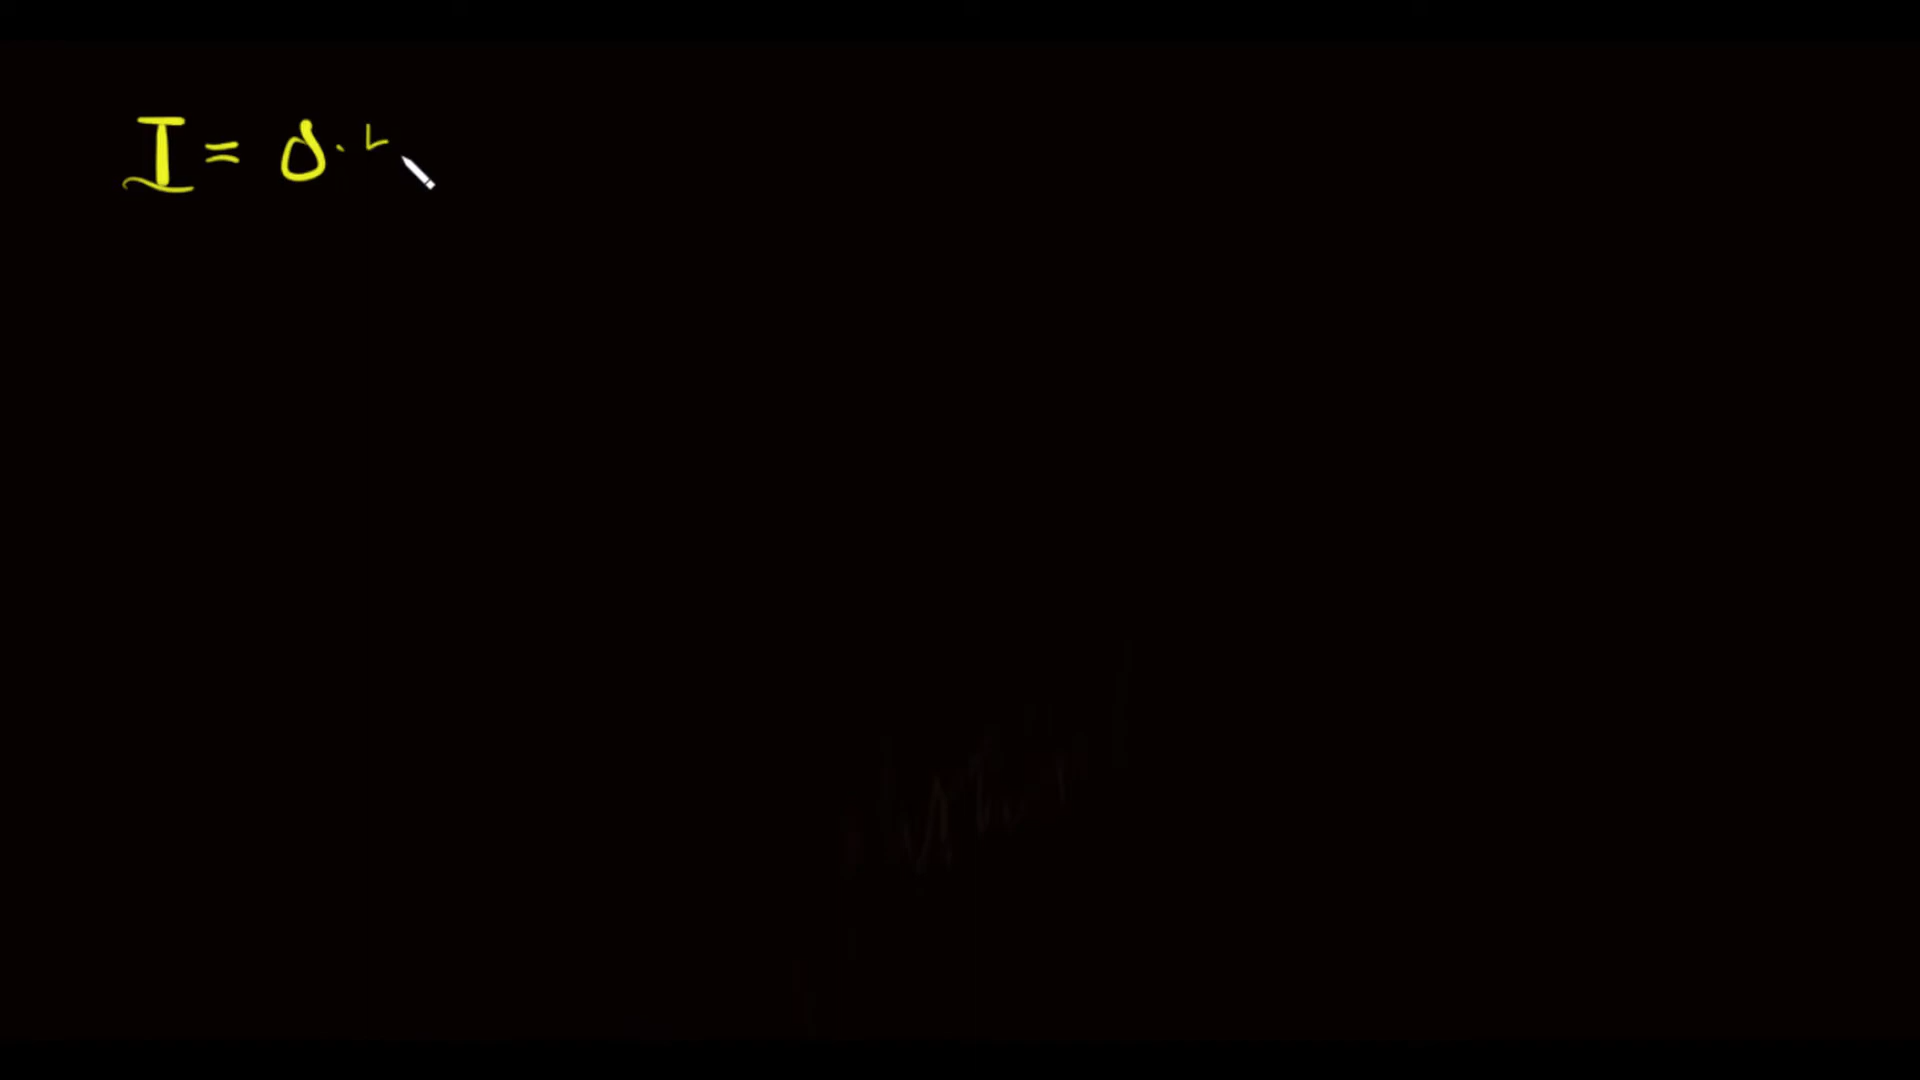 I = 0.